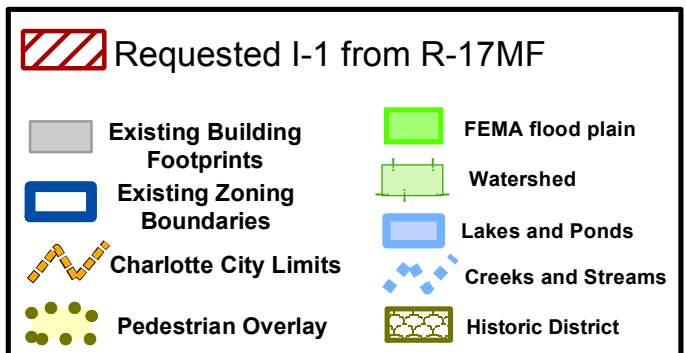 Requested I-1 from R-17MF
Existing Building
Footprints
Existing Zoning
Boundaries
Charlotte City Limits
Pedestrian Overlay
FEMA flood plain
Watershed
Lakes and Ponds
Creeks and Streams
Historic District